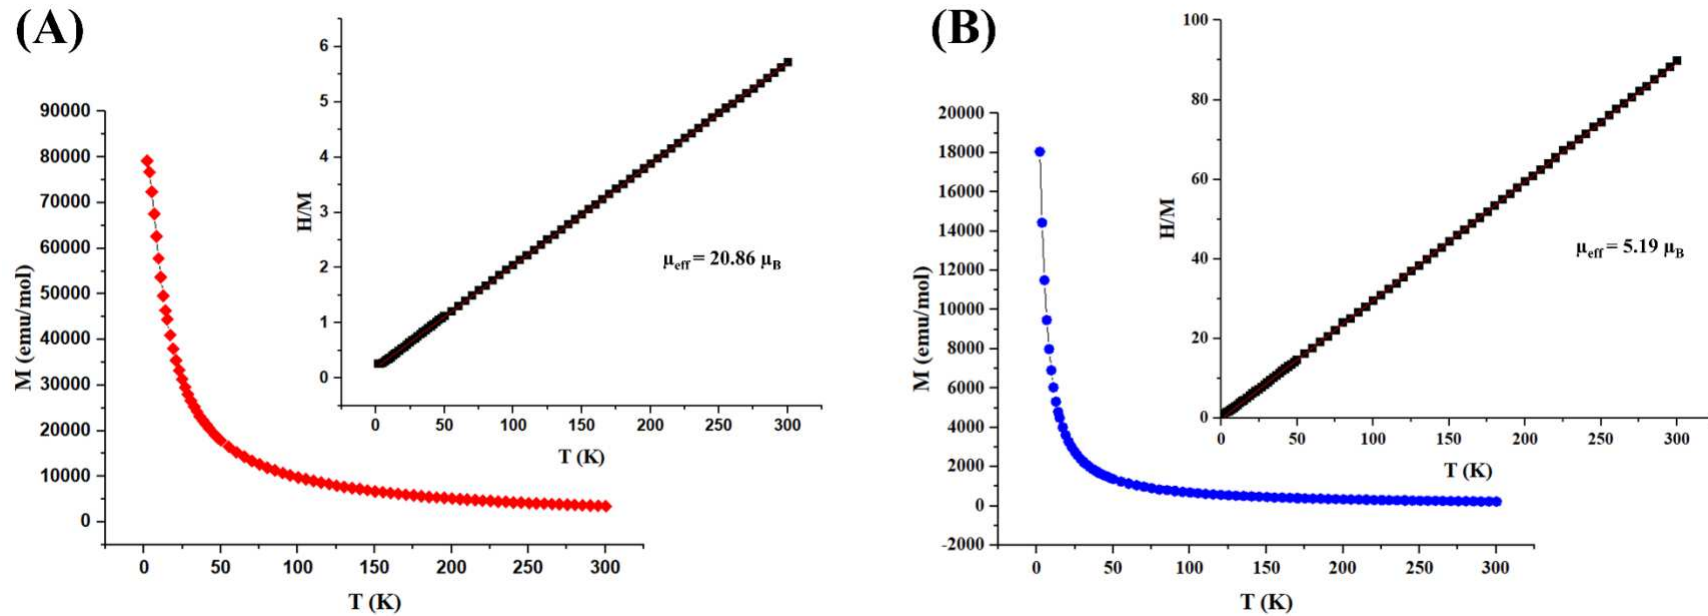 (A)
M (emu/mol)
90000
80000
70000
60000
50000
40000
30000
20000
10000
0
0 50 100 150 200 250 300
T (K)
H/M
6
5
4
3
2
1
0
μeff = 20.86 μB
0 50 100 150 200 250 300
T (K)
(B)
M (emu/mol)
20000
18000
16000
14000
12000
10000
8000
6000
4000
2000
0
-2000
0 50 100 150 200 250 300
T (K)
H/M
100
80
60
40
20
0
μeff = 5.19 μB
0 50 100 150 200 250 300
T (K)